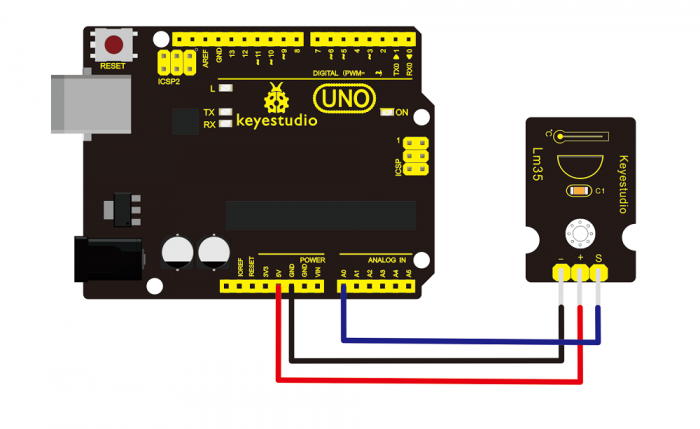 RESET
ICSP2
AREF
GND
13
12
~11
~10
~9
8
7
~6
~5
4
~3
2
TX0 1
RX0 0
DIGITAL (PWM~
L
TX
RX
keyestudio
UNO
ON
1
ICSP
IOREF
RESET
3V3
5V
GND
GND
VIN
POWER
ANALOG IN
A0
A1
A2
A3
A4
A5
Lm35
Keyestudio
C1
-
+
S